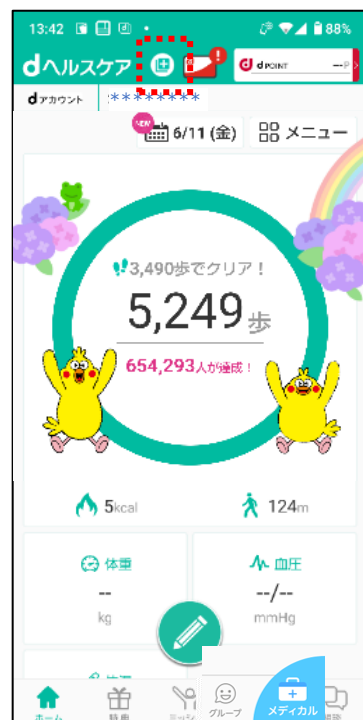 13:42 88%
dヘルスケア d POINT --P
dアカウント :********
NEW
6/11 (金) メニュー
3,490歩でクリア！
5,249歩
654,293人が達成！
5kcal 124m
体重 血圧
-- --/--
kg mmHg
ホーム 特典 グループ メディカル